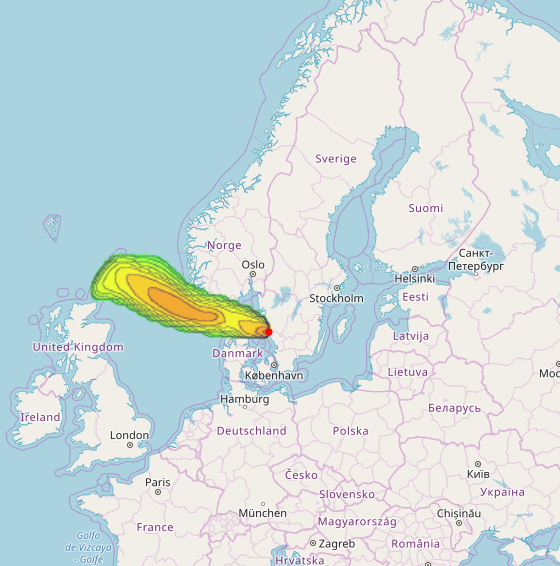 Sverige
Suomi
Norge
Oslo
Санкт-
Петербург
Helsinki
Stockholm
Eesti
Latvija
United Kingdom
Danmark
Lietuva
København
Мос
Hamburg
Беларусь
Ireland
Deutschland
Polska
London
Česko
Київ
Paris
Slovensko
Україна
München
Chișinău
France
Magyarország
Golfo
de Vizcaya
- Golfe
Zagreb
România
Hrvatska